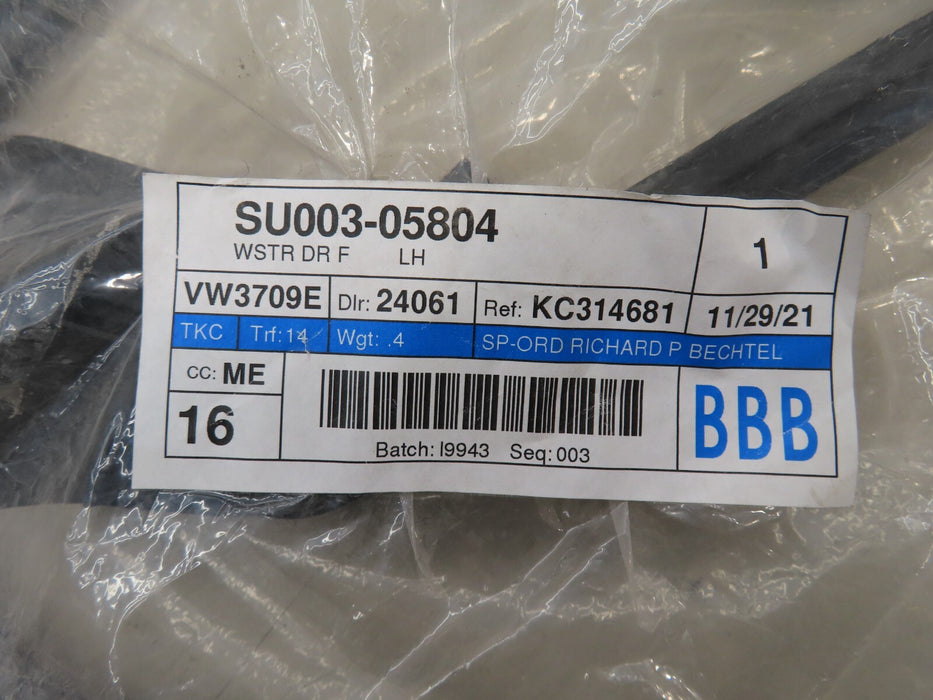 SU003-05804
WSTR DR F LH
1
VW3709E Dlr: 24061 Ref: KC314681 11/29/21
TKC Trf: 14 Wgt: .4 SP-ORD RICHARD P BECHTEL
CC: ME
16
BBB
Batch: I9943 Seq: 003